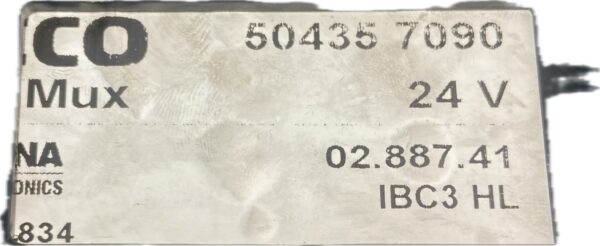 CO 50435 7090
Mux 24 V
NA 02.887.41
ONICS IBC3 HL
.834